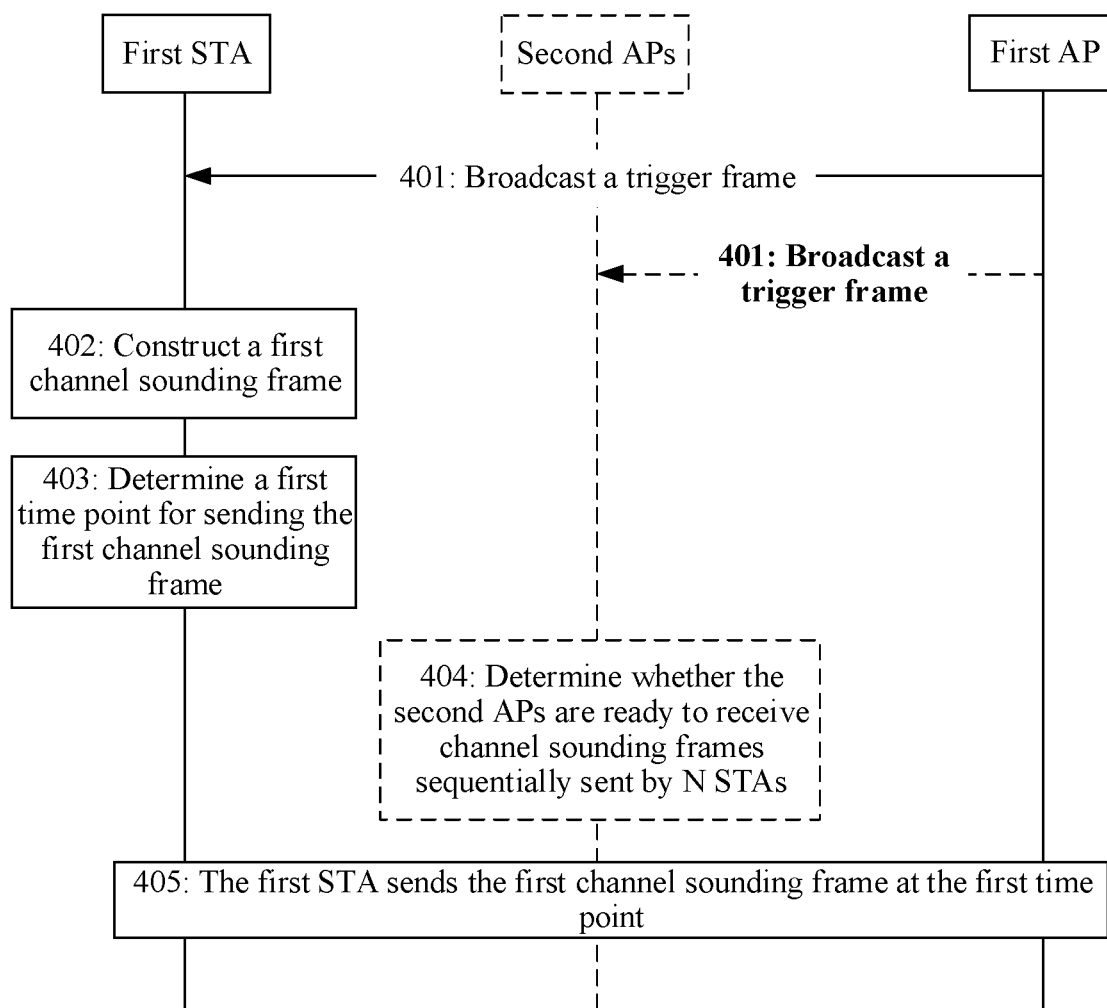 First STA
Second APs
First AP
401: Broadcast a trigger frame
401: Broadcast a
trigger frame
402: Construct a first
channel sounding frame
403: Determine a first
time point for sending the
first channel sounding
frame
404: Determine whether the
second APs are ready to receive
channel sounding frames
sequentially sent by N STAs
405: The first STA sends the first channel sounding frame at the first time
point